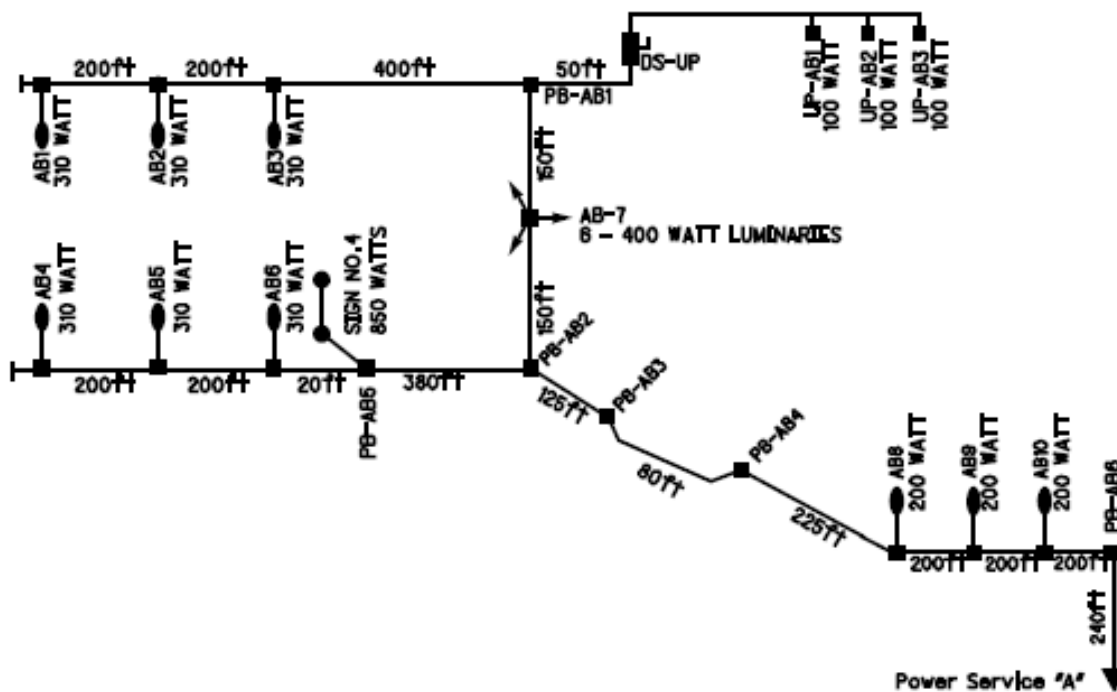 200ft
200ft
400ft
50ft
DS-UP
PB-AB1
UP-AB1
100 WATT
UP-AB2
100 WATT
UP-AB3
100 WATT
AB1
310 WATT
AB2
310 WATT
AB3
310 WATT
150ft
AB-7
6 - 400 WATT LUMINARIES
AB4
310 WATT
AB5
310 WATT
AB6
310 WATT
SIGN NO.4
850 WATTS
150ft
PB-AB2
200ft
200ft
20ft
PB-AB5
380ft
125ft
PB-AB3
80ft
PB-AB4
225ft
AB8
200 WATT
AB9
200 WATT
AB10
200 WATT
PB-AB6
200ft
200ft
200ft
240ft
Power Service "A"